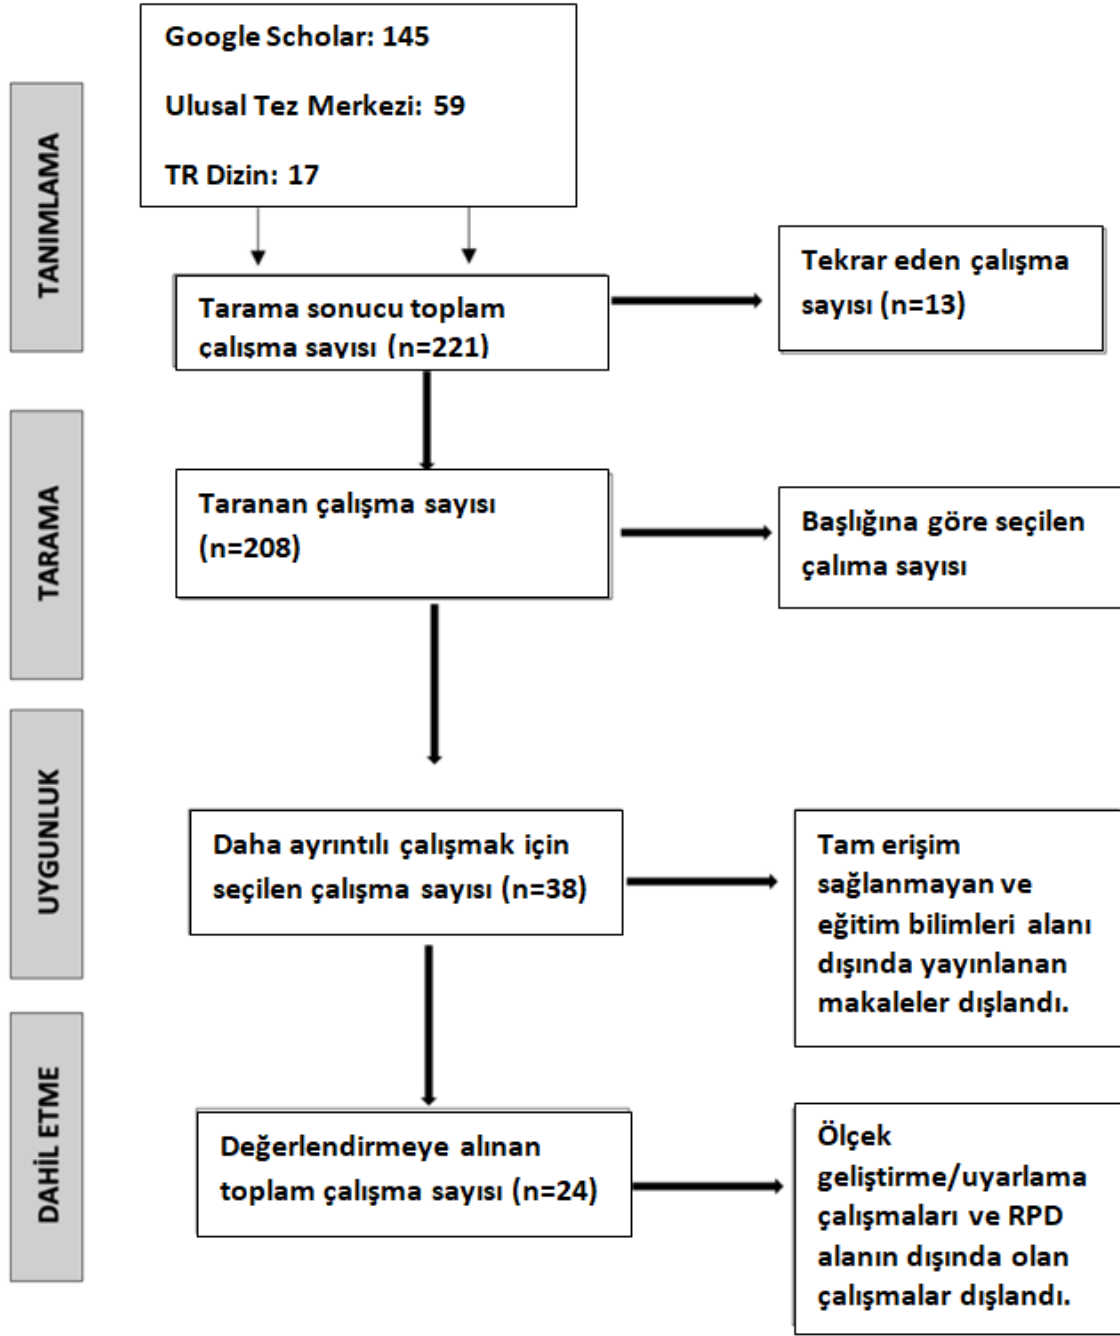 Google Scholar: 145
Ulusal Tez Merkezi: 59
TR Dizin: 17
TANIMLAMA
Tarama sonucu toplam
çalışma sayısı (n=221)
Tekrar eden çalışma
sayısı (n=13)
TARAMA
Taranan çalışma sayısı
(n=208)
Başlığına göre seçilen
çalıma sayısı
UYGUNLUK
Daha ayrıntılı çalışmak için
seçilen çalışma sayısı (n=38)
Tam erişim
sağlanmayan ve
eğitim bilimleri alanı
dışında yayınlanan
makaleler dışlandı.
DAHİL ETME
Değerlendirmeye alınan
toplam çalışma sayısı (n=24)
Ölçek
geliştirme/uyarlama
çalışmaları ve RPD
alanın dışında olan
çalışmalar dışlandı.